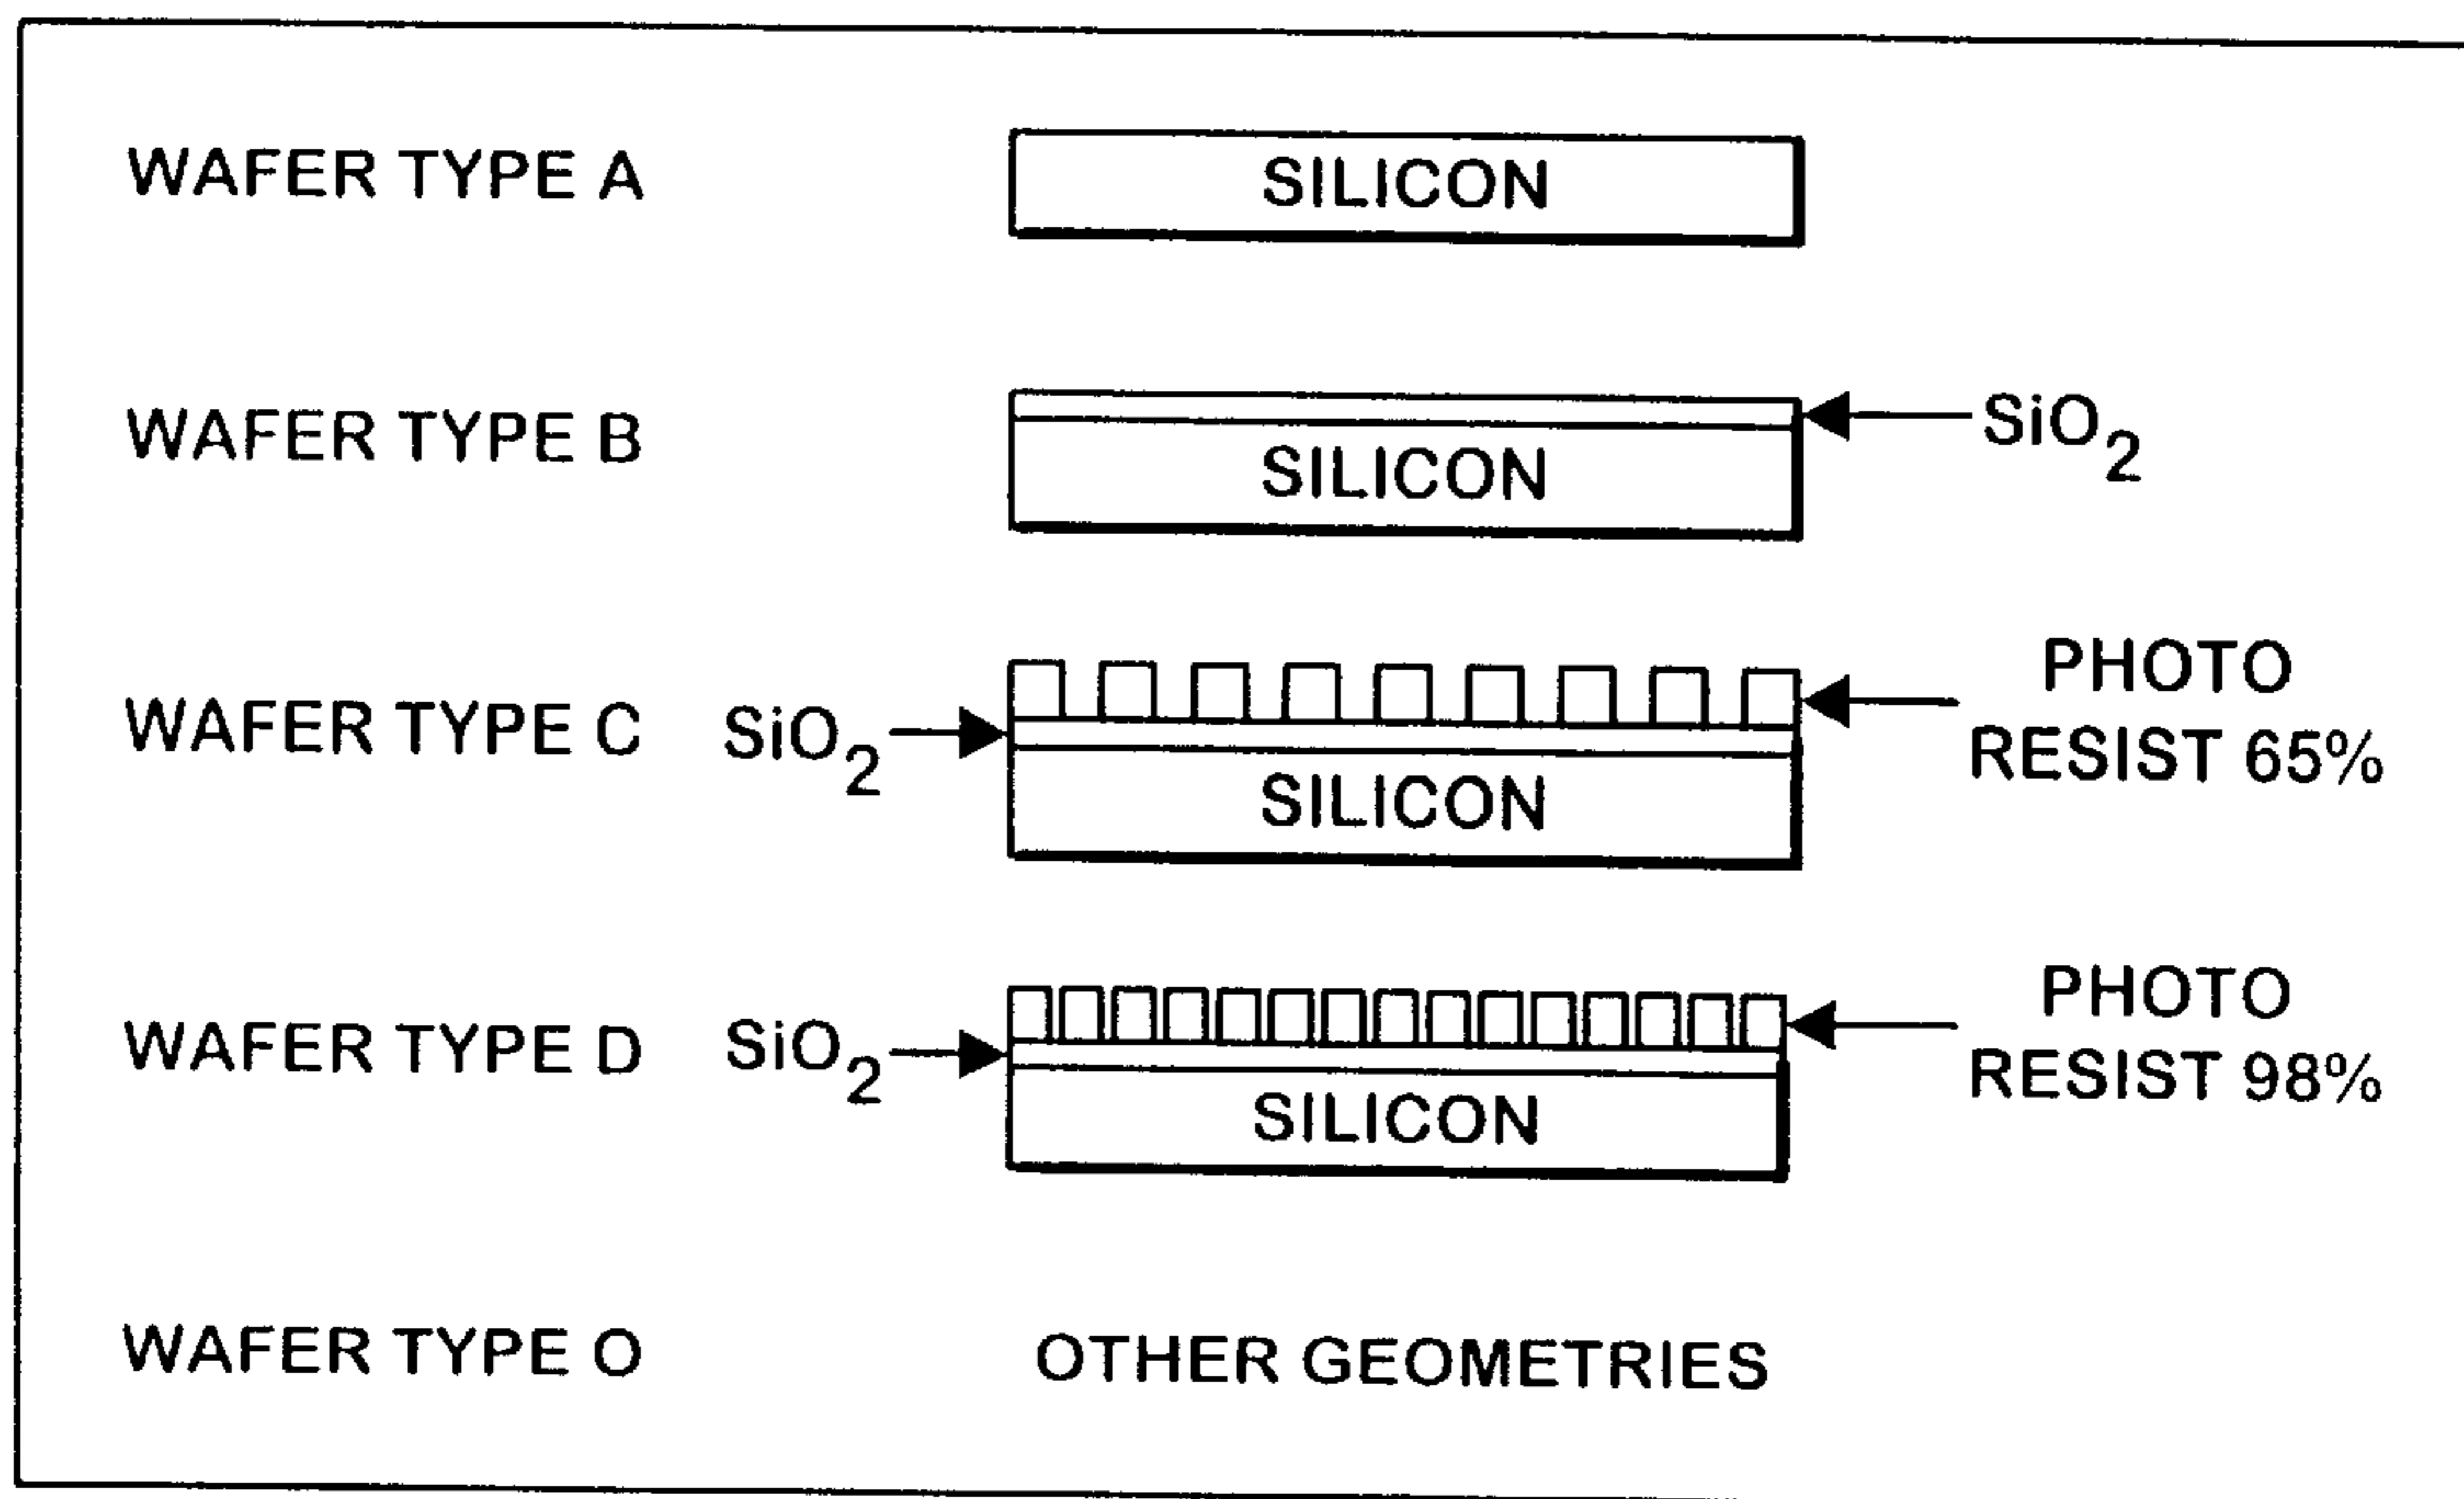 WAFER TYPE A
SILICON
WAFER TYPE B
SiO2
SILICON
WAFER TYPE C
SiO2
PHOTO
RESIST 65%
SILICON
WAFER TYPE D
SiO2
PHOTO
RESIST 98%
SILICON
WAFER TYPE O
OTHER GEOMETRIES